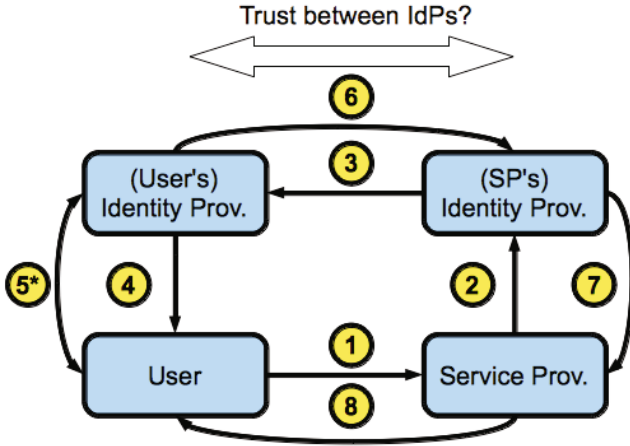 Trust between IdPs?
6
(User's)
Identity Prov.
3
(SP's)
Identity Prov.
5*
4
2
7
User
1
8
Service Prov.